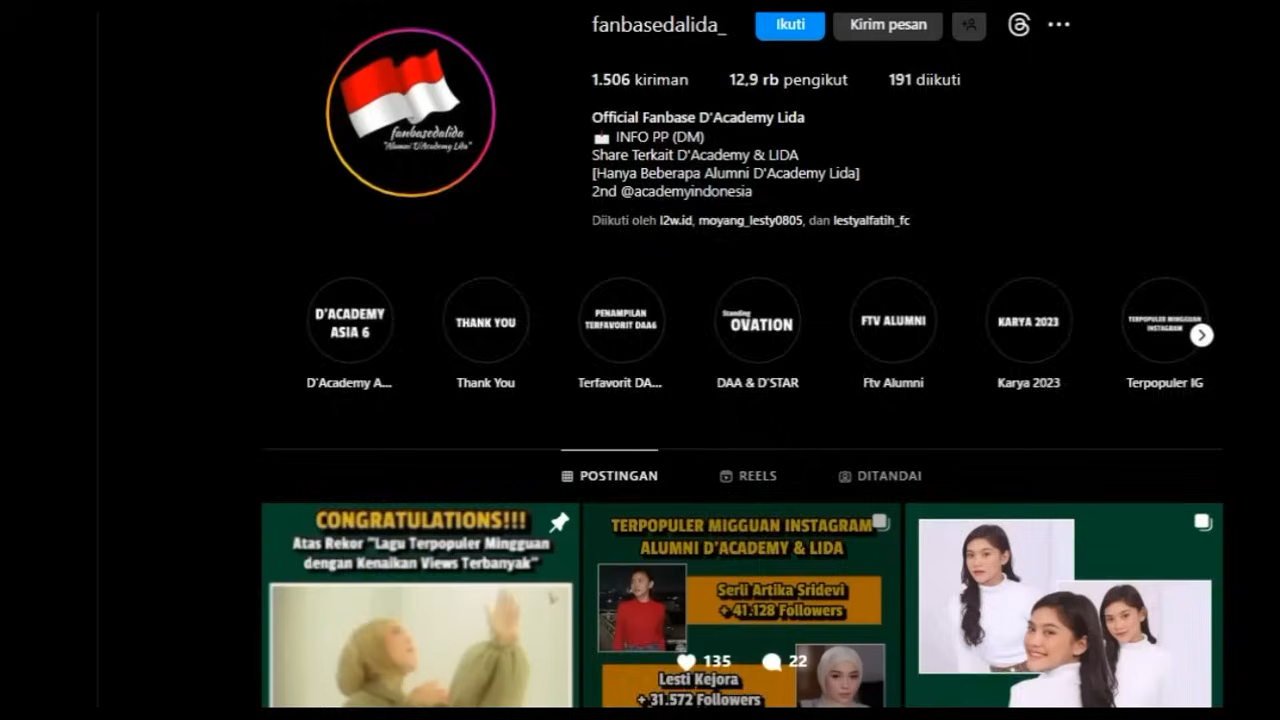 fanbasedalida_
Ikuti
Kirim pesan
1.506 kiriman
12,9 rb pengikut
191 diikuti
fanbasedalida
"Alumni D'Academy Lida"
Official Fanbase D'Academy Lida
INFO PP (DM)
Share Terkait D'Academy & LIDA
[Hanya Beberapa Alumni D'Academy Lida]
2nd @academyindonesia
Diikuti oleh l2w.id, moyang_lesty0805, dan lestyalfatih_fc
D'ACADEMY
ASIA 6
THANK YOU
PENAMPILAN
TERFAVORIT DAA6
Standing
OVATION
FTV ALUMNI
KARYA 2023
TERPOPULER MINGGUAN
INSTAGRAM
D'Academy A...
Thank You
Terfavorit DA...
DAA & D'STAR
Ftv Alumni
Karya 2023
Terpopuler IG
POSTINGAN
REELS
DITANDAI
CONGRATULATIONS!!!
Atas Rekor "Lagu Terpopuler Mingguan
dengan Kenaikan Views Terbanyak"
TERPOPULER MIGGUAN INSTAGRAM
ALUMNI D'ACADEMY & LIDA
Serli Artika Sridevi
+ 41.128 Followers
135
22
Lesti Kejora
+ 31.572 Followers